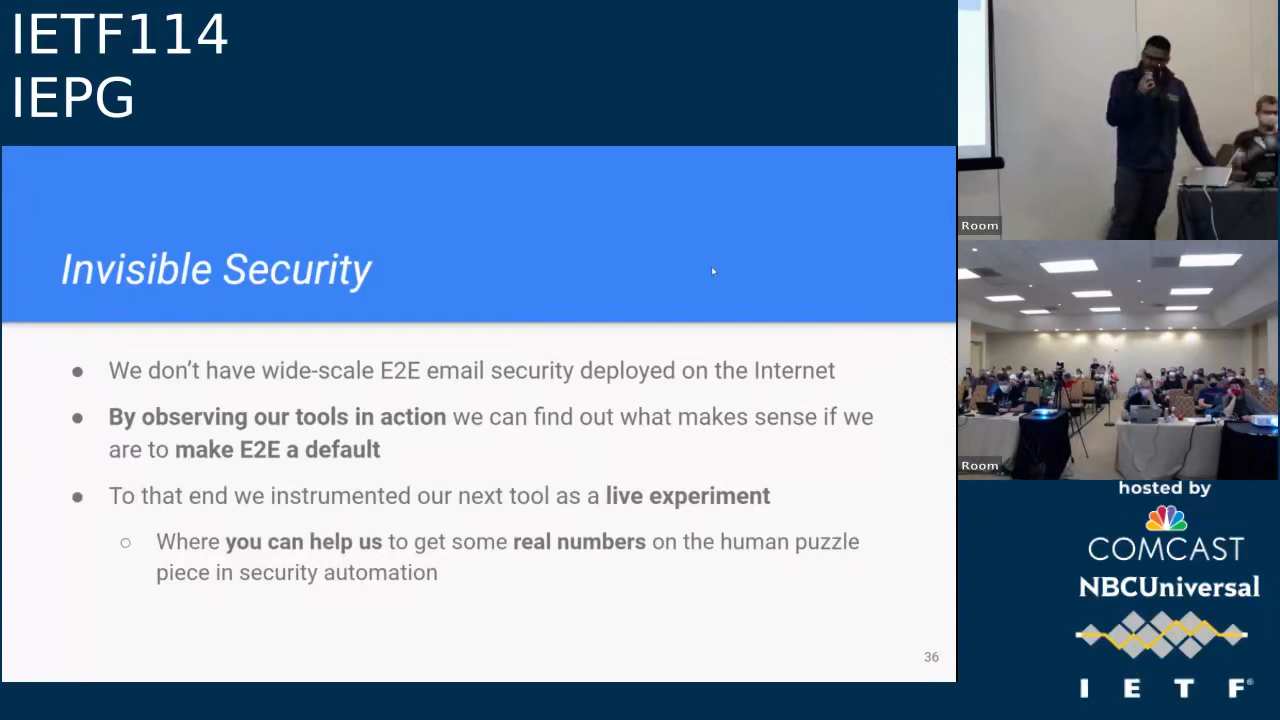 IETF114
IEPG
Invisible Security
● We don’t have wide-scale E2E email security deployed on the Internet
● By observing our tools in action we can find out what makes sense if we
are to make E2E a default
● To that end we instrumented our next tool as a live experiment
○ Where you can help us to get some real numbers on the human puzzle
piece in security automation
36
Room
Room
hosted by
COMCAST
NBCUniversal
I E T F®